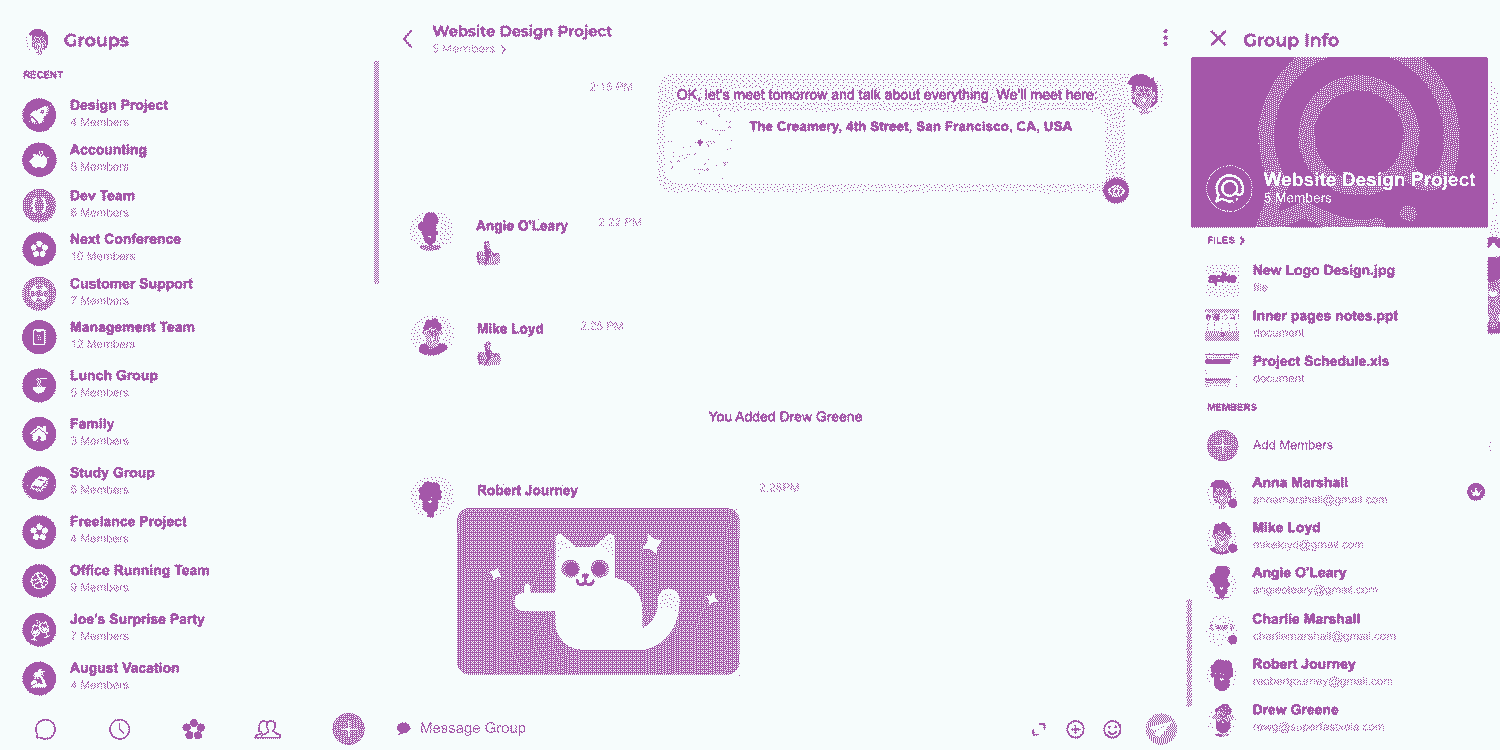 Groups
RECENT
Design Project
4 Members
Accounting
Members
Dev Team
6 Members
Next Conference
10 Members
Customer Support
7 Members
Management Team
12 Members
Lunch Group
5 Members
Family
3 Members
Study Group
Members
Freelance Project
4 Members
Office Running Team
9 Members
Joe's Surprise Party
7 Members
August Vacation
4 Members
Website Design Project
5 Members >
2:15 PM
OK, let's meet tomorrow and talk about everything. We'll meet here:
The Creamery, 4th Street, San Francisco, CA, USA
Angie O'Leary 2:22 PM
Mike Loyd 2:25 PM
You Added Drew Greene
Robert Journey 2:28PM
Message Group
Group Info
Website Design Project
5 Members
FILES >
New Logo Design.jpg
file
Inner pages notes.ppt
document
Project Schedule.xls
document
MEMBERS
Add Members
Anna Marshall
annamarshall@gmail.com
Mike Loyd
mikeloyd@gmail.com
Angie O'Leary
angieoleary@gmail.com
Charlie Marshall
charliemarshall@gmail.com
Robert Journey
Drew Greene